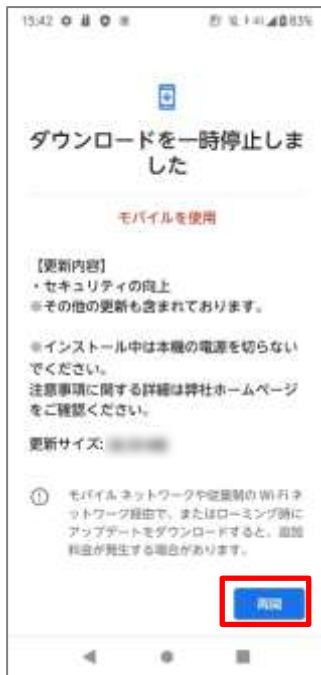 15:42
83%
ダウンロードを一時停止しま
した
モバイルを使用
【更新内容】
・セキュリティの向上
※その他の更新も含まれております。
※インストール中は本機の電源を切らない
でください。
注意事項に関する詳細は弊社ホームページ
をご確認ください。
更新サイズ:
モバイル ネットワークや従量制の Wi-Fi ネ
ットワーク経由で、またはローミング時に
アップデートをダウンロードすると、追加
料金が発生する場合があります。
再開